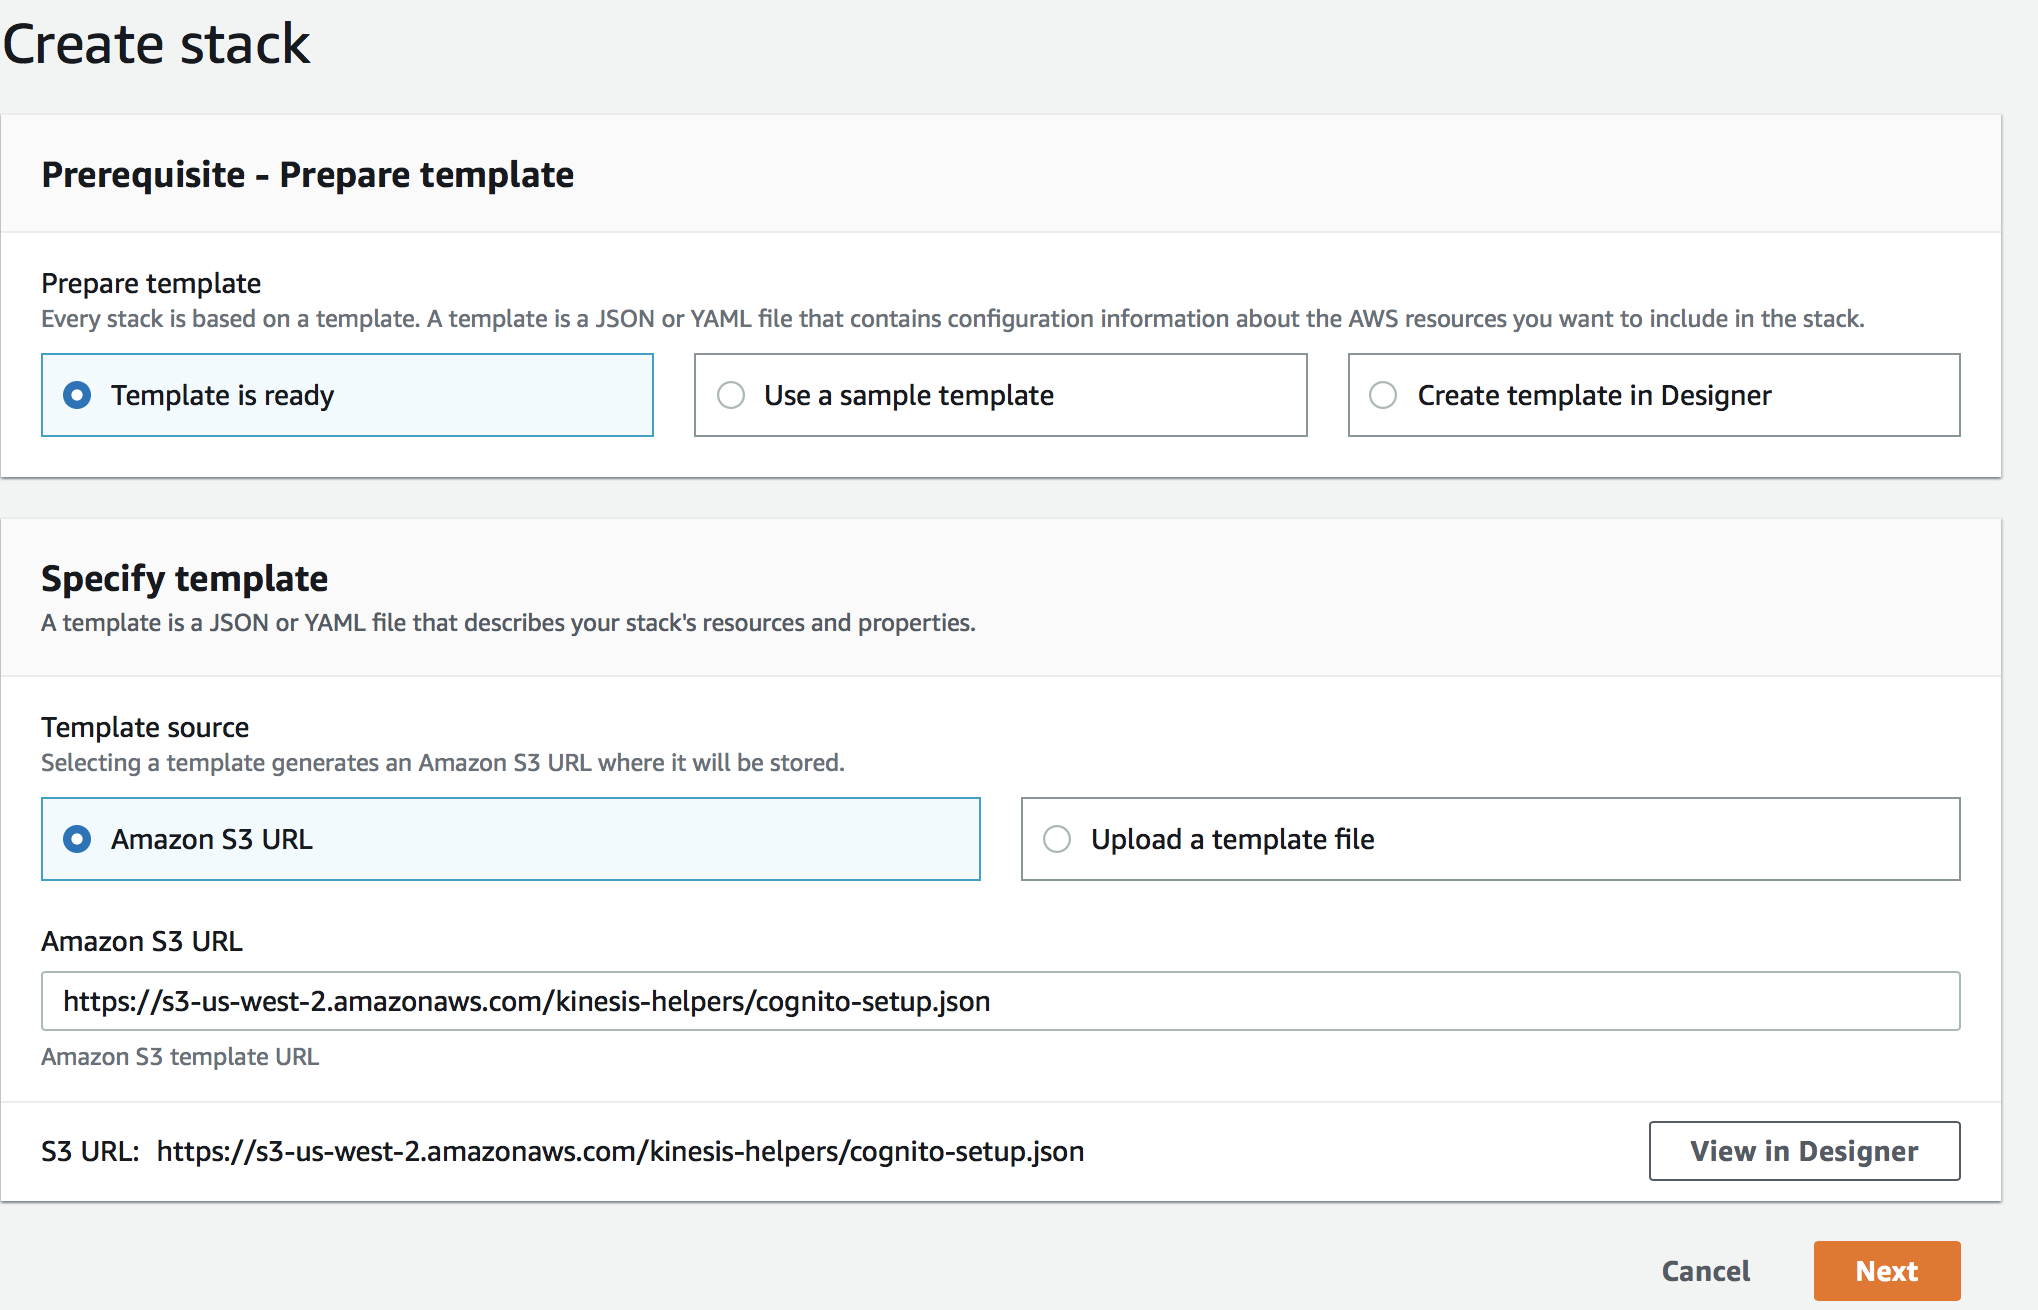 Create stack
Prerequisite - Prepare template
Prepare template
Every stack is based on a template. A template is a JSON or YAML file that contains configuration information about the AWS resources you want to include in the stack.
Template is ready
Use a sample template
Create template in Designer
Specify template
A template is a JSON or YAML file that describes your stack's resources and properties.
Template source
Selecting a template generates an Amazon S3 URL where it will be stored.
Amazon S3 URL
Upload a template file
Amazon S3 URL
https://s3-us-west-2.amazonaws.com/kinesis-helpers/cognito-setup.json
Amazon S3 template URL
S3 URL: https://s3-us-west-2.amazonaws.com/kinesis-helpers/cognito-setup.json
View in Designer
Cancel
Next